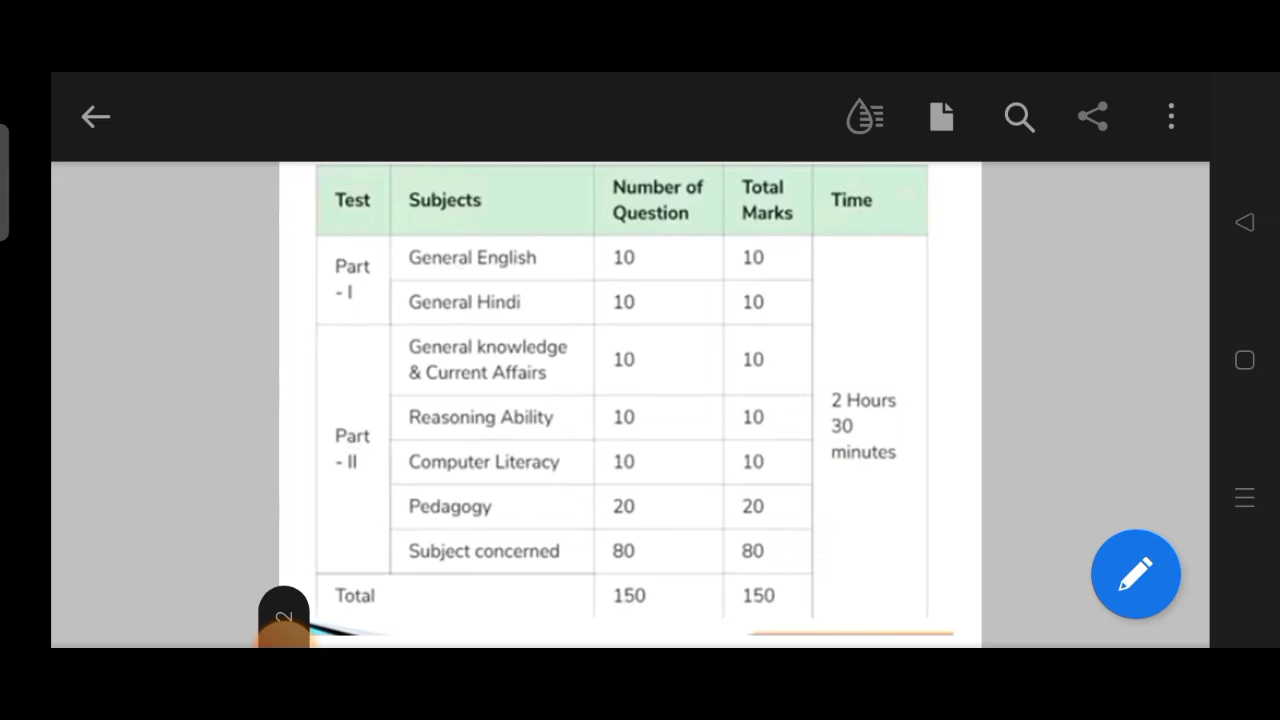 Test Subjects Number of Question Total Marks Time
Part - I General English 10 10 2 Hours 30 minutes
General Hindi 10 10
Part - II General knowledge & Current Affairs 10 10
Reasoning Ability 10 10
Computer Literacy 10 10
Pedagogy 20 20
Subject concerned 80 80
Total 150 150
2